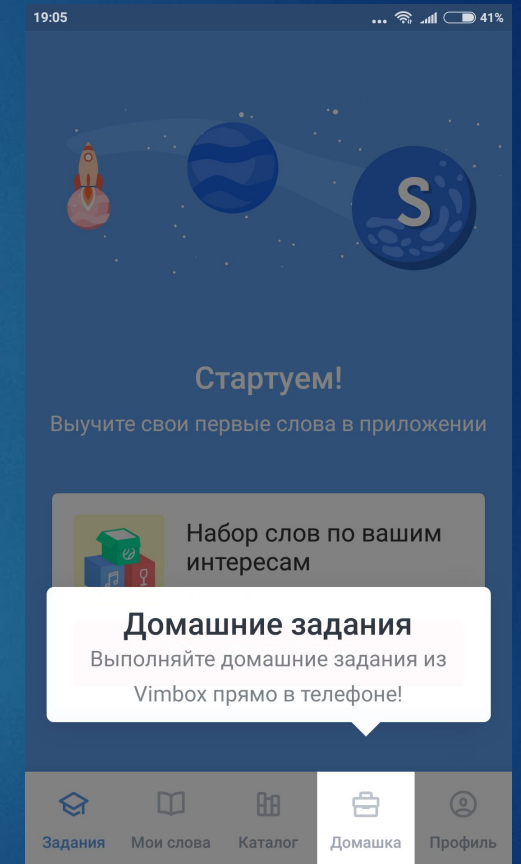 19:05
41%
S
Стартуем!
Выучите свои первые слова в приложении
Набор слов по вашим
интересам
Домашние задания
Выполняйте домашние задания из
Vimbox прямо в телефоне!
Задания Мои слова Каталог Домашка Профиль